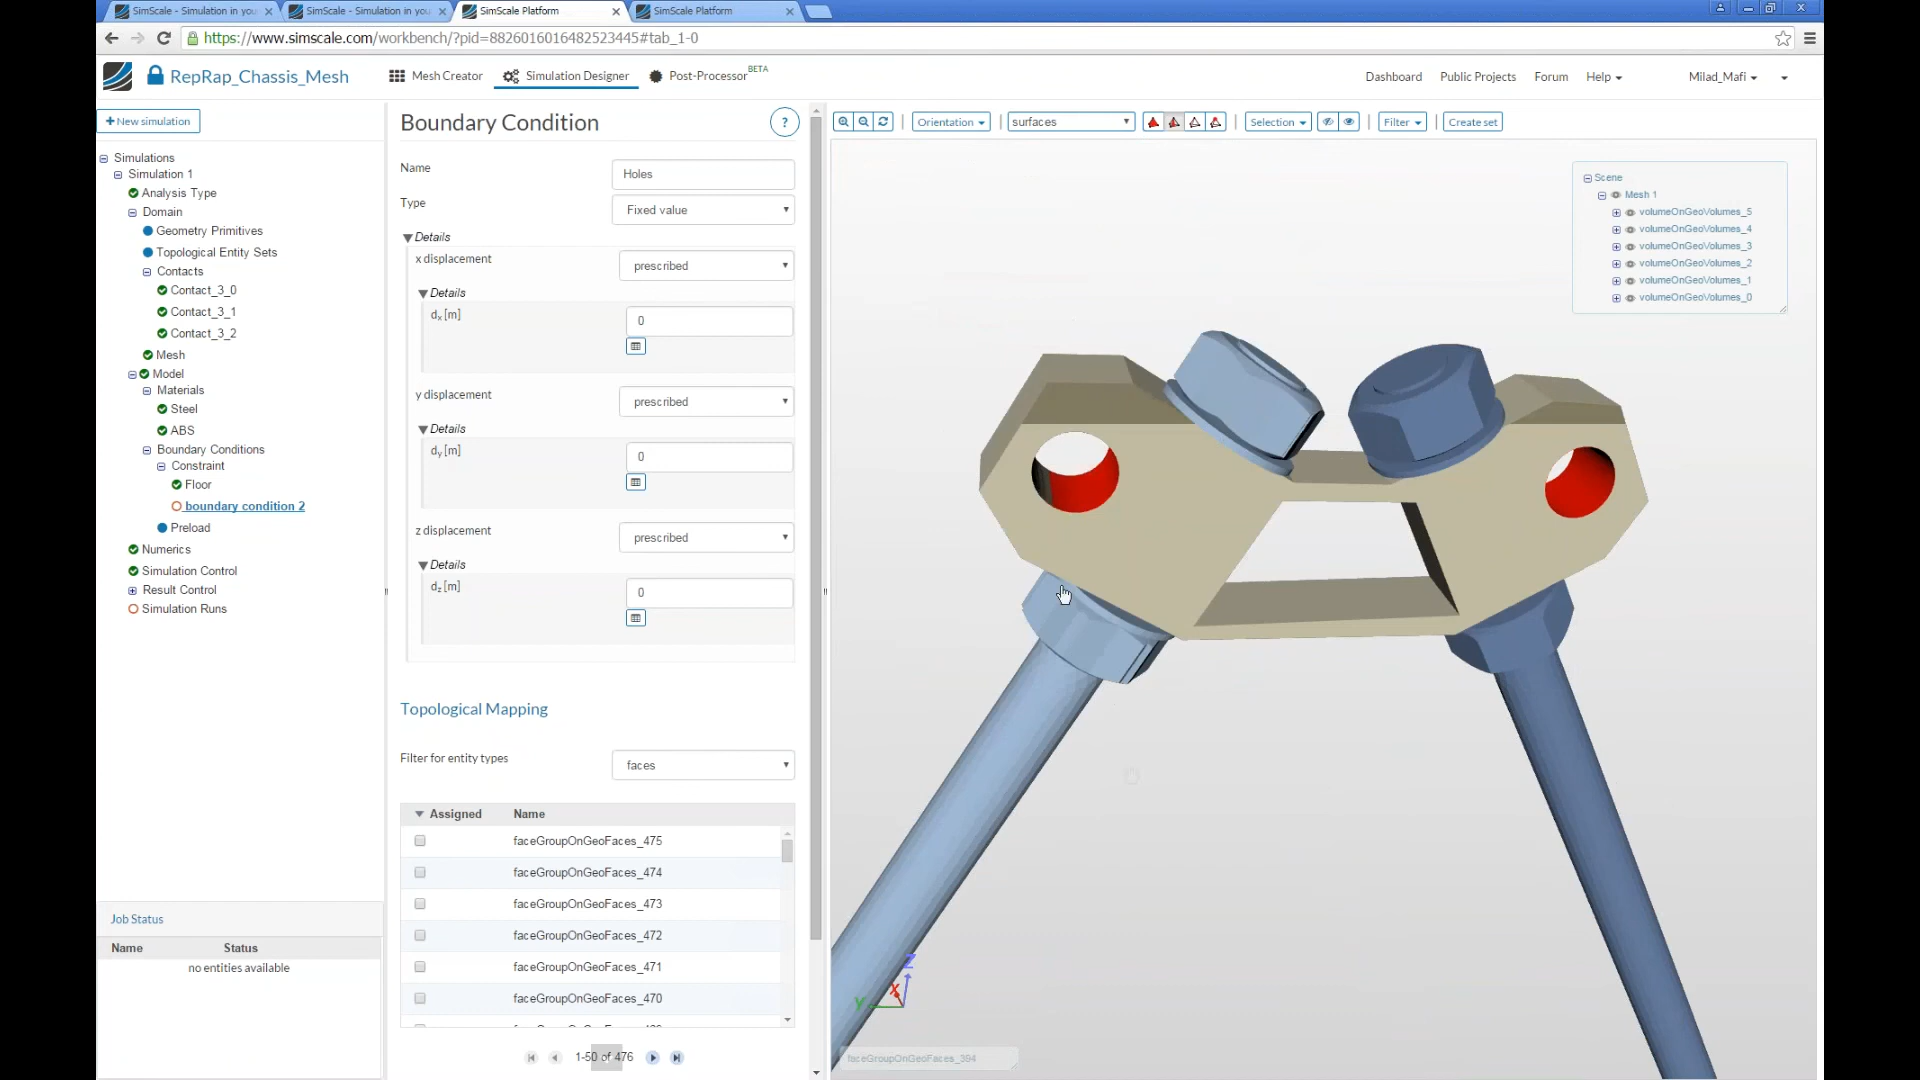 SimScale - Simulation in you
SimScale - Simulation in you
SimScale Platform
SimScale Platform
https://www.simscale.com/workbench/?pid=8826016016482523445#tab_1-0
RepRap_Chassis_Mesh
Mesh Creator
Simulation Designer
Post-Processor BETA
Dashboard
Public Projects
Forum
Help
Milad_Mafi
+ New simulation
Simulations
Simulation 1
Analysis Type
Domain
Geometry Primitives
Topological Entity Sets
Contacts
Contact_3_0
Contact_3_1
Contact_3_2
Mesh
Model
Materials
Steel
ABS
Boundary Conditions
Constraint
Floor
boundary condition 2
Preload
Numerics
Simulation Control
Result Control
Simulation Runs
Job Status
Name Status
no entities available
Boundary Condition
?
Name Holes
Type Fixed value
Details
x displacement prescribed
Details
dx [m] 0
y displacement prescribed
Details
dy [m] 0
z displacement prescribed
Details
dz [m] 0
Topological Mapping
Filter for entity types faces
Assigned Name
faceGroupOnGeoFaces_475
faceGroupOnGeoFaces_474
faceGroupOnGeoFaces_473
faceGroupOnGeoFaces_472
faceGroupOnGeoFaces_471
faceGroupOnGeoFaces_470
1-50 of 476
Orientation
surfaces
Selection
Filter
Create set
Scene
Mesh 1
volumeOnGeoVolumes_5
volumeOnGeoVolumes_4
volumeOnGeoVolumes_3
volumeOnGeoVolumes_2
volumeOnGeoVolumes_1
volumeOnGeoVolumes_0
Z
X
Y
faceGroupOnGeoFaces_394